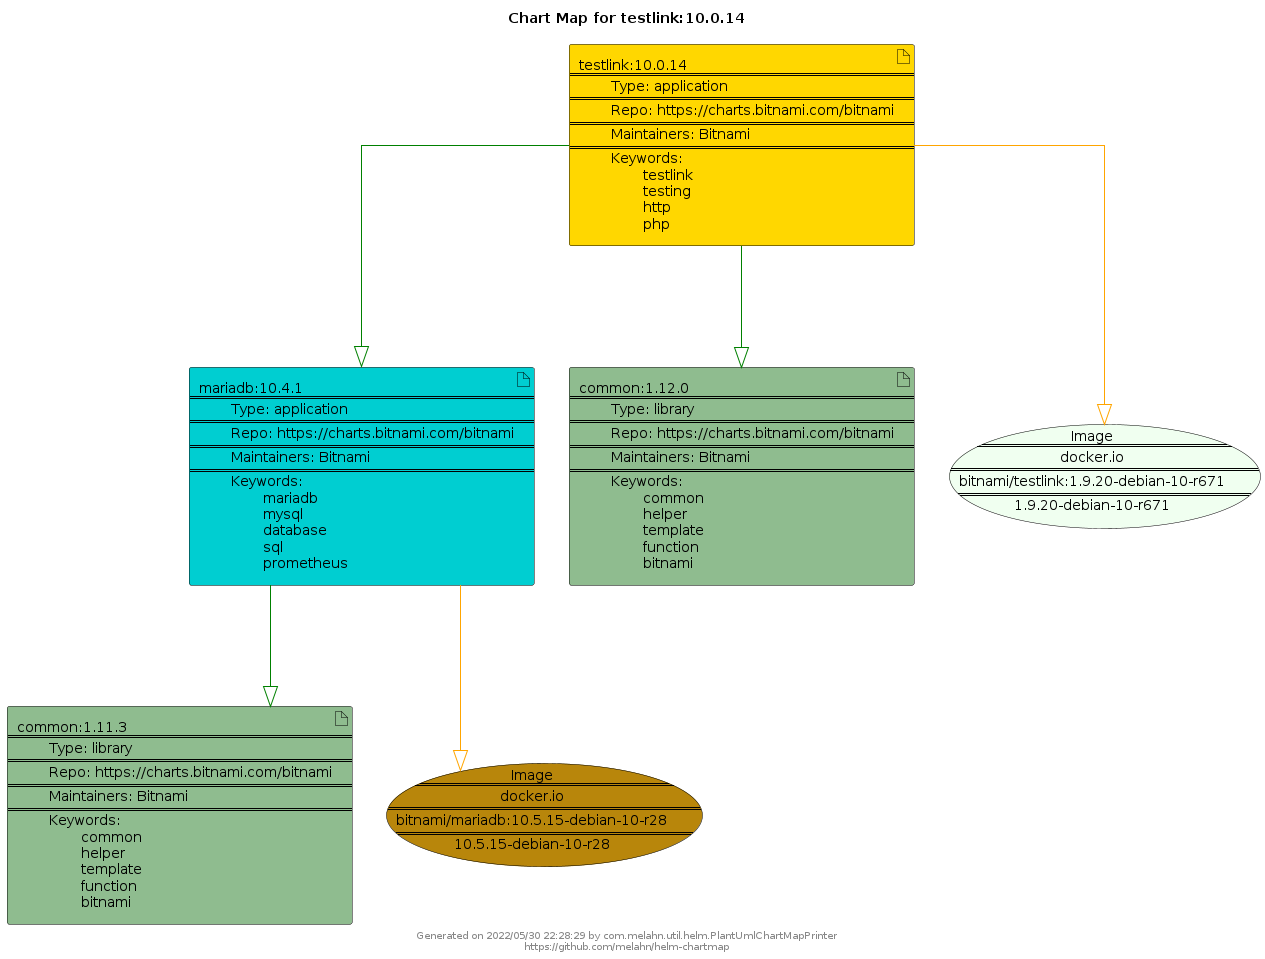 Chart Map for testlink:10.0.14
testlink:10.0.14
Type: application
Repo: https://charts.bitnami.com/bitnami
Maintainers: Bitnami
Keywords:
testlink
testing
http
php
mariadb:10.4.1
Type: application
Repo: https://charts.bitnami.com/bitnami
Maintainers: Bitnami
Keywords:
mariadb
mysql
database
sql
prometheus
common:1.12.0
Type: library
Repo: https://charts.bitnami.com/bitnami
Maintainers: Bitnami
Keywords:
common
helper
template
function
bitnami
Image
docker.io
bitnami/testlink:1.9.20-debian-10-r671
1.9.20-debian-10-r671
common:1.11.3
Type: library
Repo: https://charts.bitnami.com/bitnami
Maintainers: Bitnami
Keywords:
common
helper
template
function
bitnami
Image
docker.io
bitnami/mariadb:10.5.15-debian-10-r28
10.5.15-debian-10-r28
Generated on 2022/05/30 22:28:29 by com.melahn.util.helm.PlantUmlChartMapPrinter
https://github.com/melahn/helm-chartmap